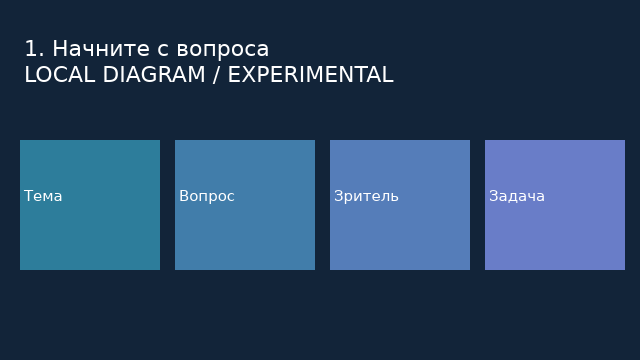 1. Начните с вопроса
LOCAL DIAGRAM / EXPERIMENTAL
Тема
Вопрос
Зритель
Задача